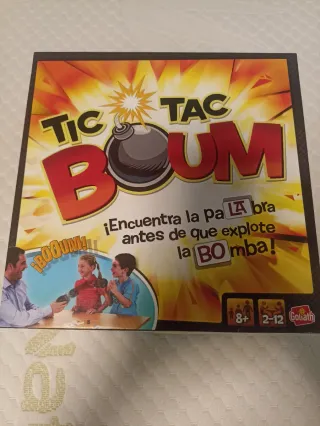 TIC TAC
BOUM
¡Encuentra la paLAbra
antes de que explote
la BOmba!
¡BOOUM!
8+
2-12
Goliath